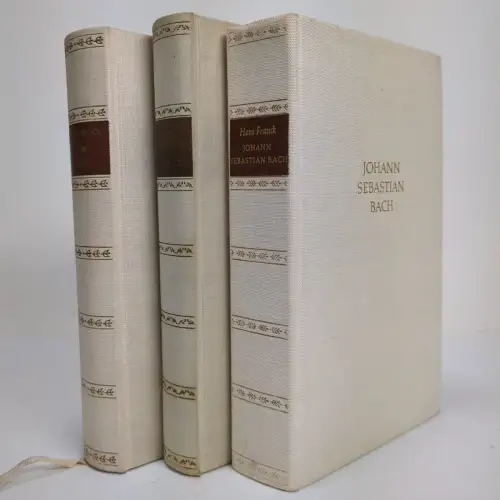 Hans Franck
JOHANN
SEBASTIAN BACH
JOHANN
SEBASTIAN
BACH